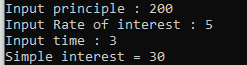 Input principle : 200
Input Rate of interest : 5
Input time : 3
Simple interest = 30